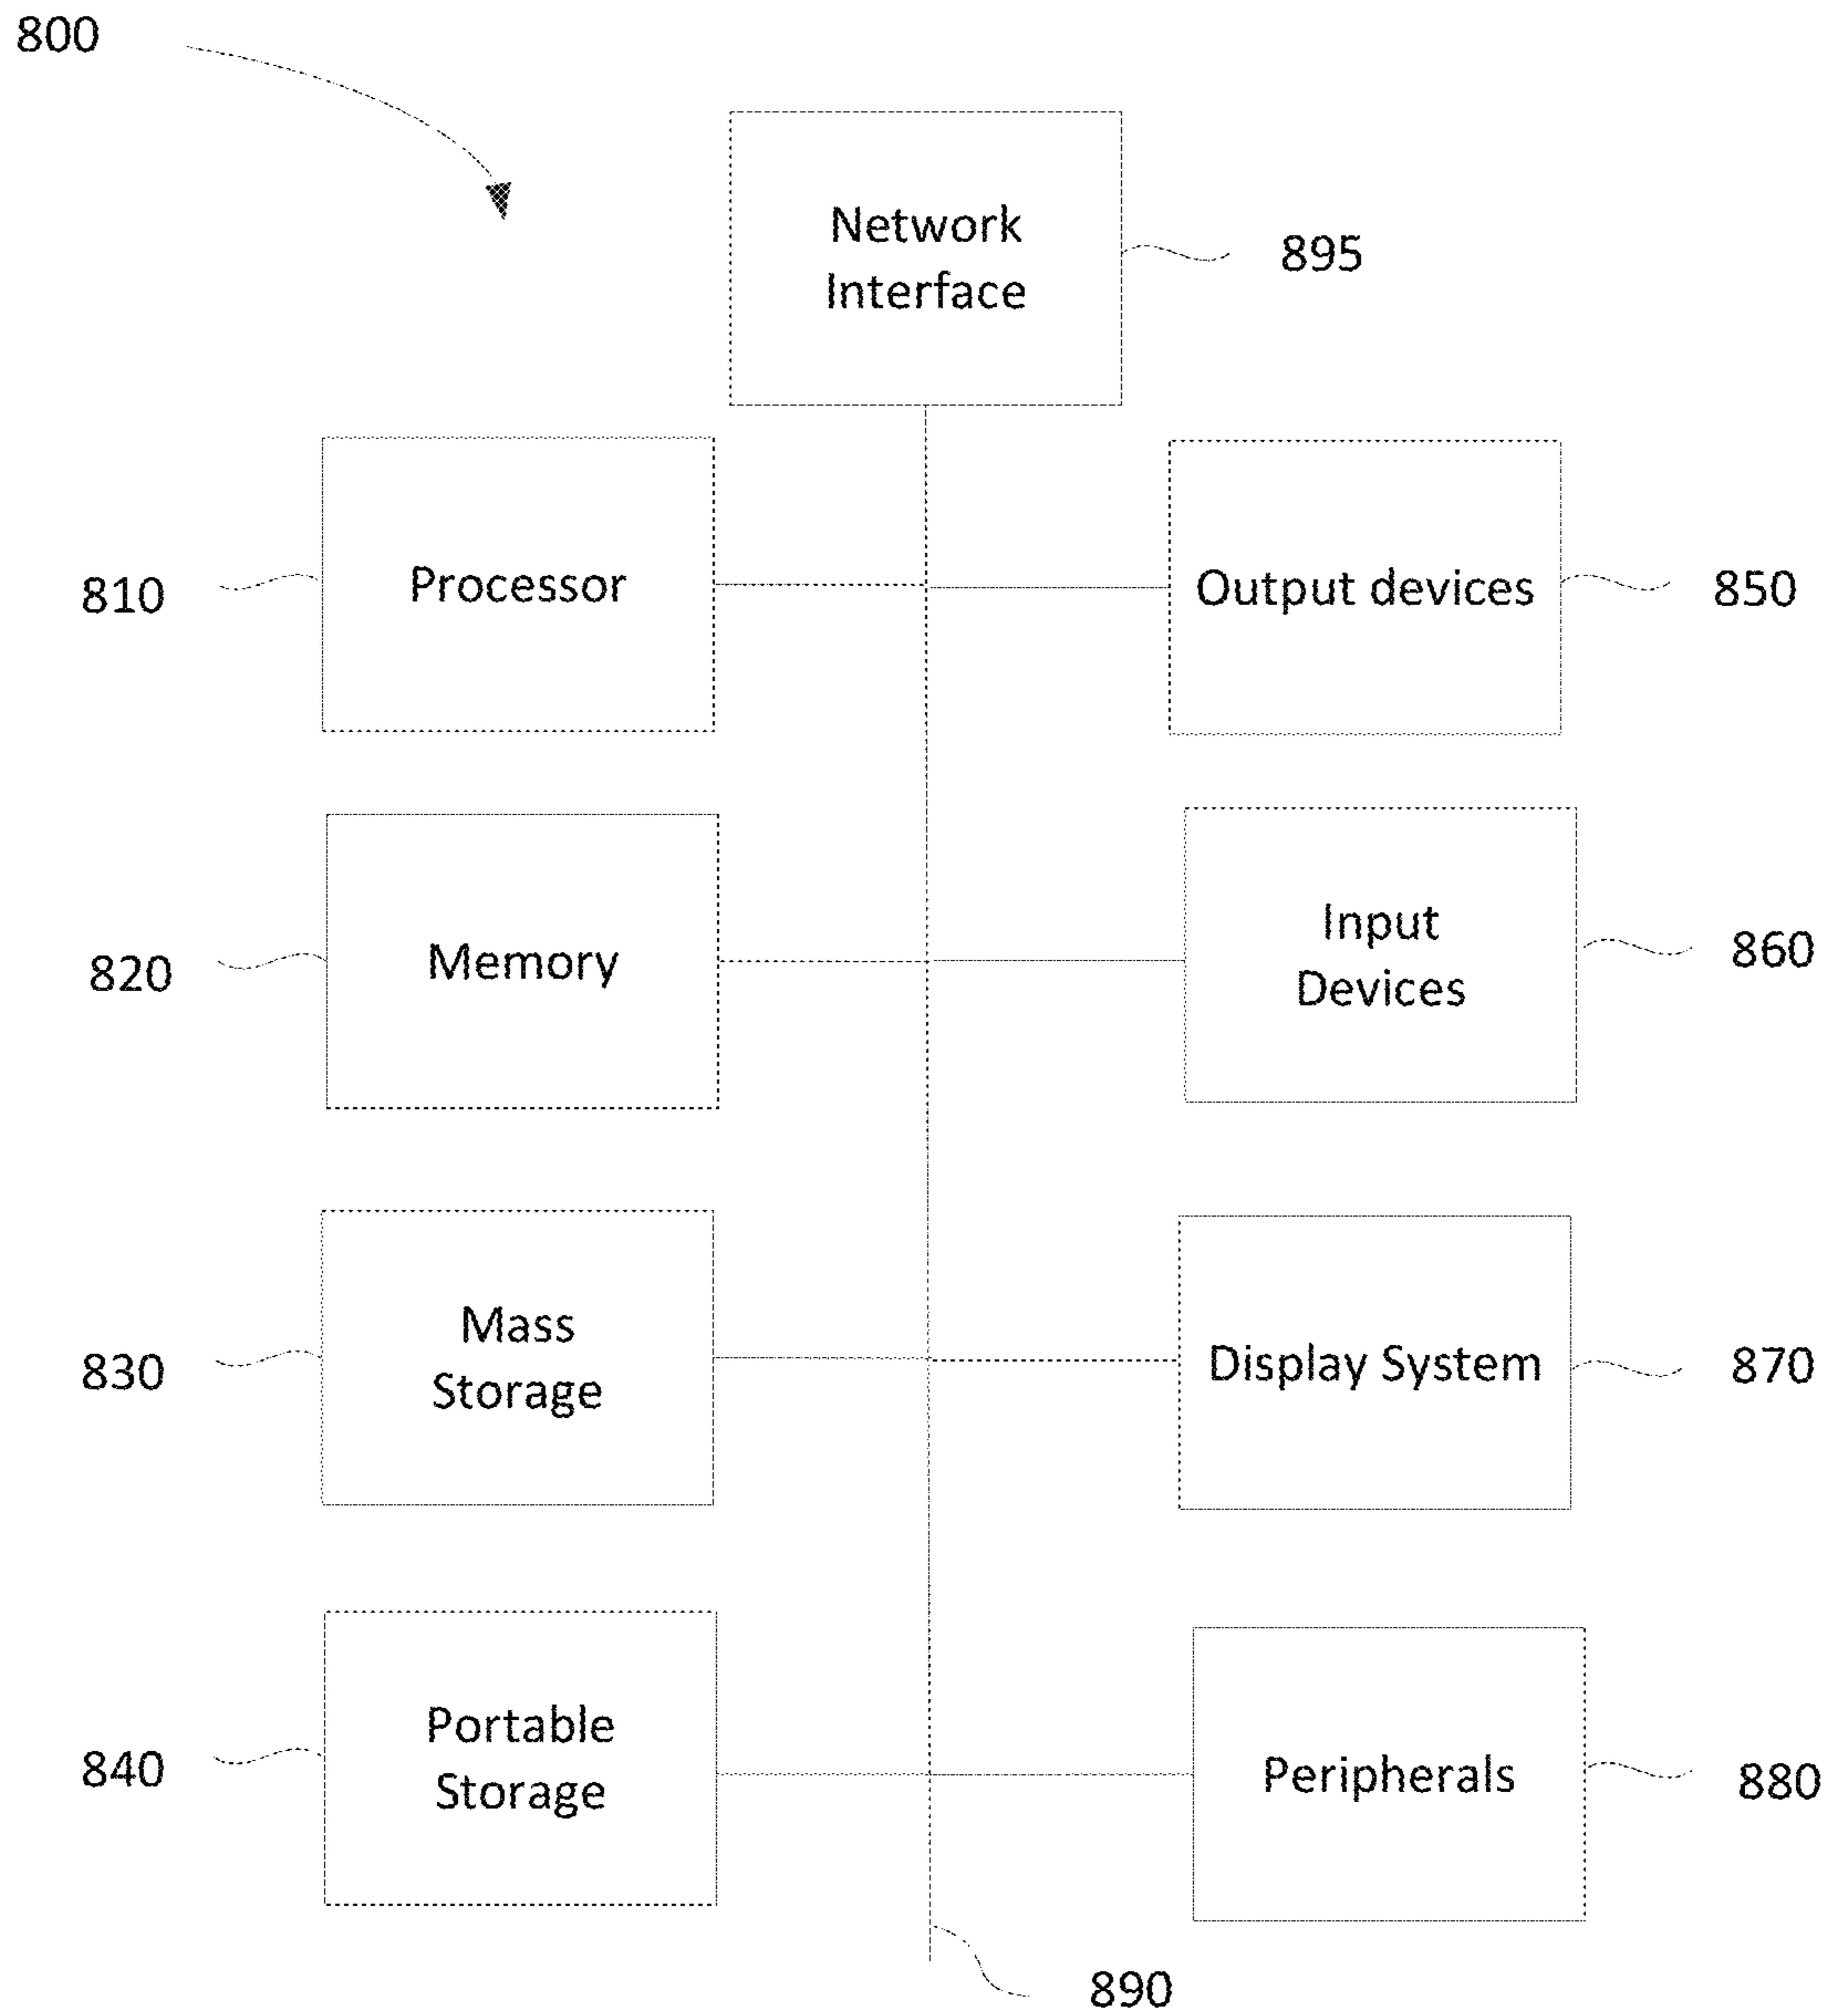 800
Network
Interface
895
Processor
810
Output devices
850
Memory
820
Input
Devices
860
Mass
Storage
830
Display System
870
Portable
Storage
840
Peripherals
880
890